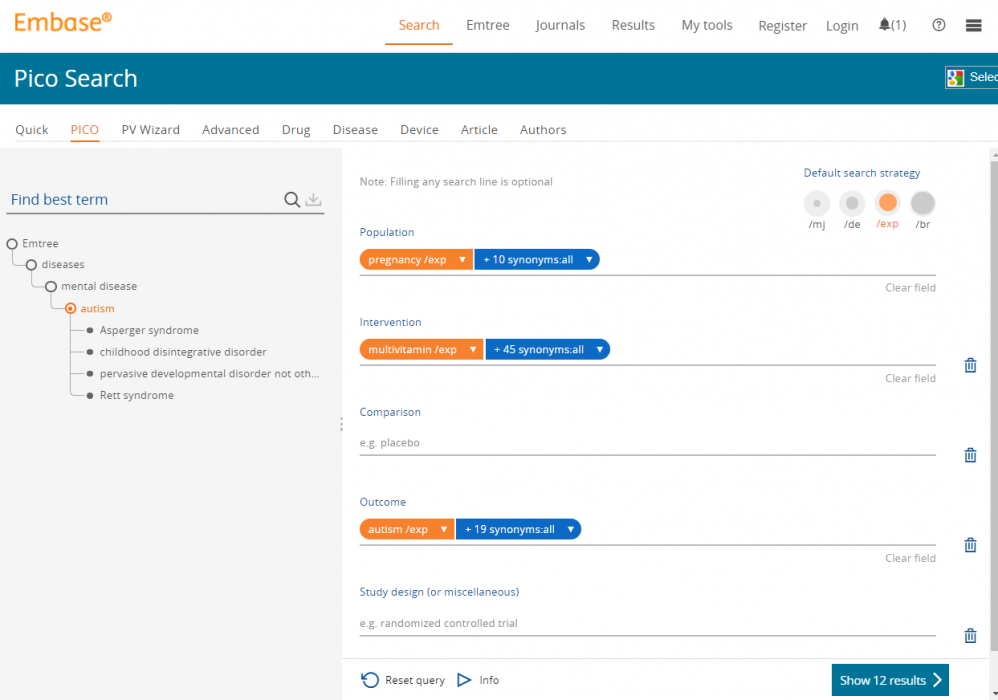 Embase®
Search Emtree Journals Results My tools Register Login (1)
Pico Search
Selec
Quick PICO PV Wizard Advanced Drug Disease Device Article Authors
Find best term
Emtree
diseases
mental disease
autism
Asperger syndrome
childhood disintegrative disorder
pervasive developmental disorder not oth...
Rett syndrome
Note: Filling any search line is optional
Default search strategy
/mj /de /exp /br
Population
pregnancy /exp + 10 synonyms:all
Clear field
Intervention
multivitamin /exp + 45 synonyms:all
Clear field
Comparison
e.g. placebo
Outcome
autism /exp + 19 synonyms:all
Clear field
Study design (or miscellaneous)
e.g. randomized controlled trial
Reset query Info
Show 12 results